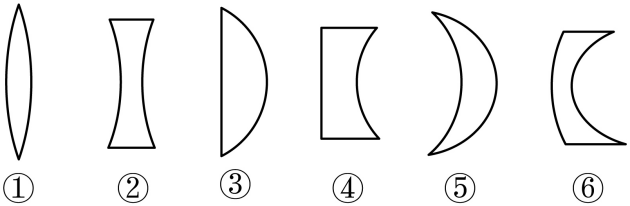 ① ② ③ ④ ⑤ ⑥